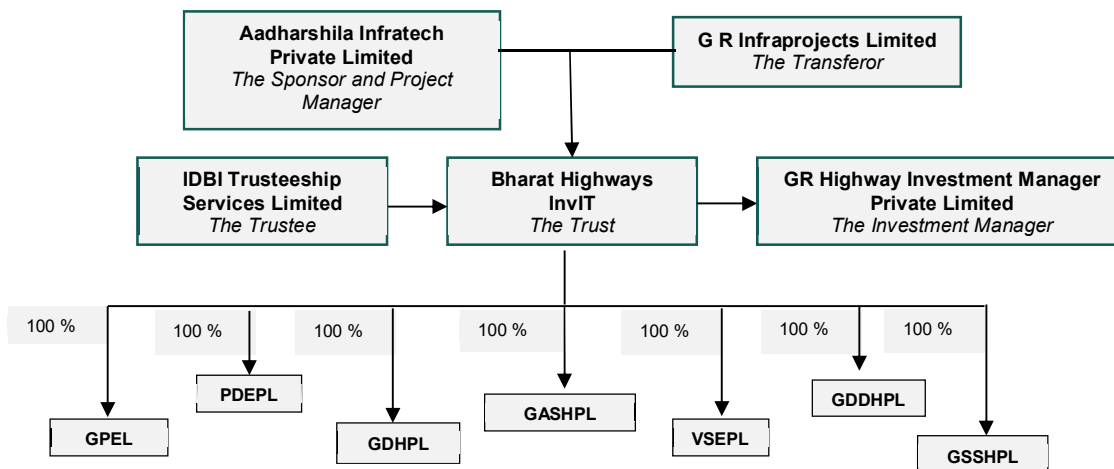 Aadharshila Infratech
Private Limited
The Sponsor and Project
Manager
G R Infraprojects Limited
The Transferor
IDBI Trusteeship
Services Limited
The Trustee
Bharat Highways
InvIT
The Trust
GR Highway Investment Manager
Private Limited
The Investment Manager
100 %
100 %
100 %
100 %
100 %
100 %
100 %
GPEL
PDEPL
GDHPL
GASHPL
VSEPL
GDDHPL
GSSHPL